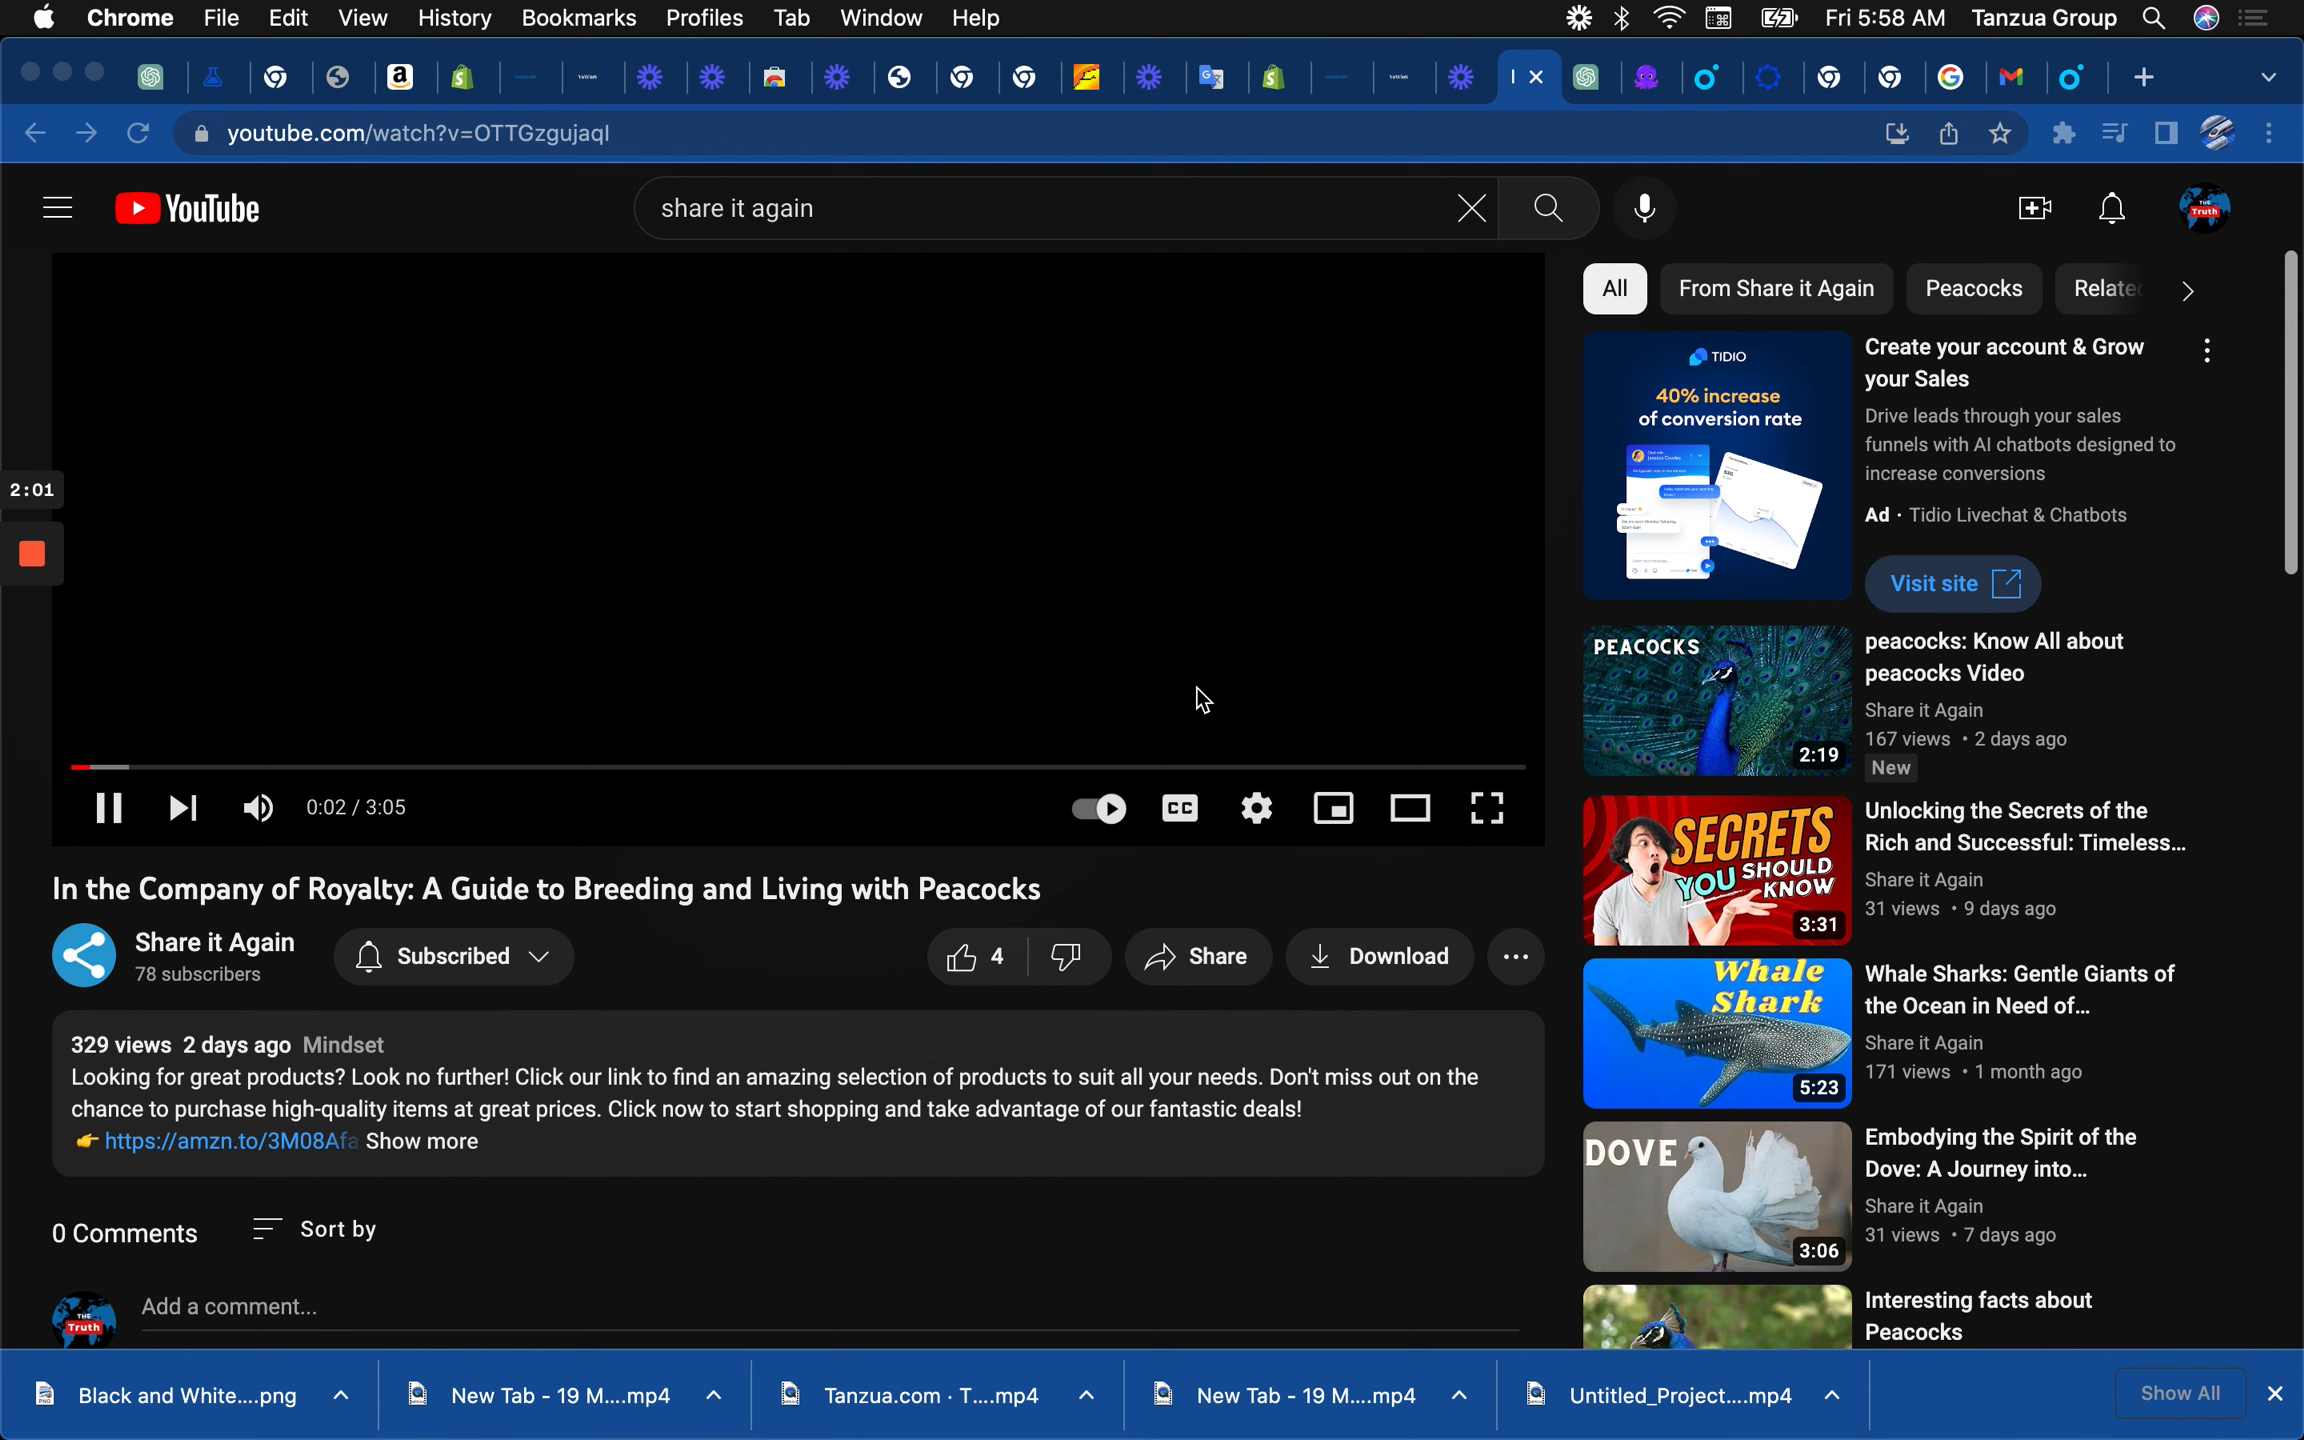 Chrome File Edit View History Bookmarks Profiles Tab Window Help Fri 5:58 AM Tanzua Group
youtube.com/watch?v=OTTGzgujaqI
YouTube
share it again
All From Share it Again Peacocks Related
TIDIO
40% increase
of conversion rate
Create your account & Grow
your Sales
Drive leads through your sales
funnels with AI chatbots designed to
increase conversions
Ad · Tidio Livechat & Chatbots
Visit site
2:01
PEACOCKS
2:19
peacocks: Know All about
peacocks Video
Share it Again
167 views • 2 days ago
New
SECRETS
YOU SHOULD
KNOW
3:31
Unlocking the Secrets of the
Rich and Successful: Timeless...
Share it Again
31 views • 9 days ago
Whale
Shark
5:23
Whale Sharks: Gentle Giants of
the Ocean in Need of...
Share it Again
171 views • 1 month ago
DOVE
3:06
Embodying the Spirit of the
Dove: A Journey into...
Share it Again
31 views • 7 days ago
Interesting facts about
Peacocks
0:02 / 3:05
CC
In the Company of Royalty: A Guide to Breeding and Living with Peacocks
Share it Again
78 subscribers
Subscribed
4
Share
Download
329 views 2 days ago Mindset
Looking for great products? Look no further! Click our link to find an amazing selection of products to suit all your needs. Don't miss out on the
chance to purchase high-quality items at great prices. Click now to start shopping and take advantage of our fantastic deals!
👉 https://amzn.to/3M08Afa Show more
0 Comments Sort by
THE
Truth
Add a comment...
Black and White....png
New Tab - 19 M....mp4
Tanzua.com · T....mp4
New Tab - 19 M....mp4
Untitled_Project....mp4
Show All